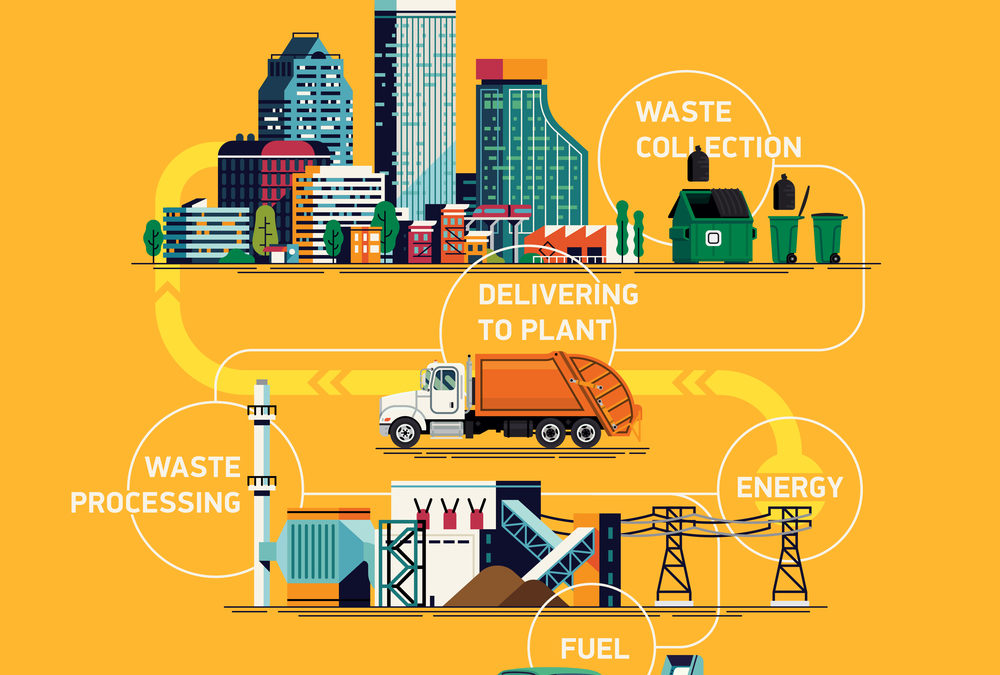 WASTE
COLLECTION
DELIVERING
TO PLANT
WASTE
PROCESSING
ENERGY
FUEL